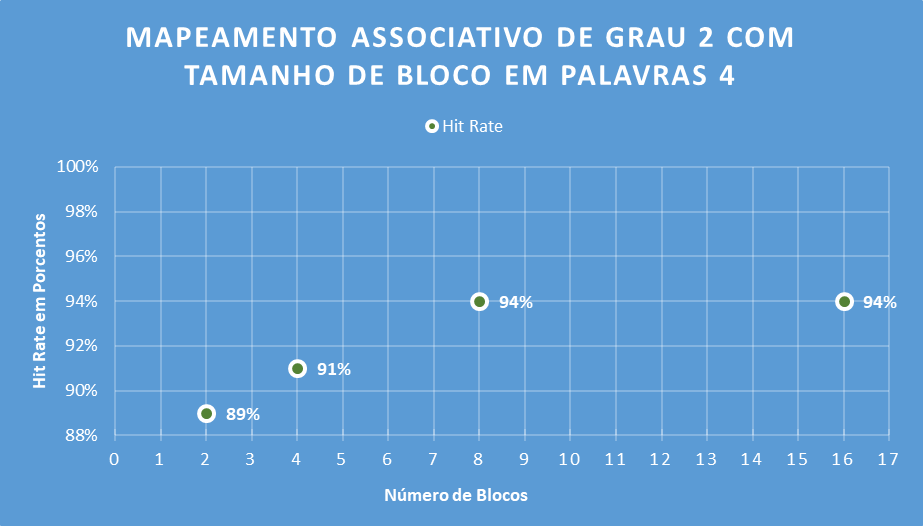 MAPEAMENTO ASSOCIATIVO DE GRAU 2 COM
TAMANHO DE BLOCO EM PALAVRAS 4
Hit Rate
Hit Rate em Porcentos
100%
98%
96%
94%
92%
90%
88%
89%
91%
94%
94%
0 1 2 3 4 5 6 7 8 9 10 11 12 13 14 15 16 17
Número de Blocos